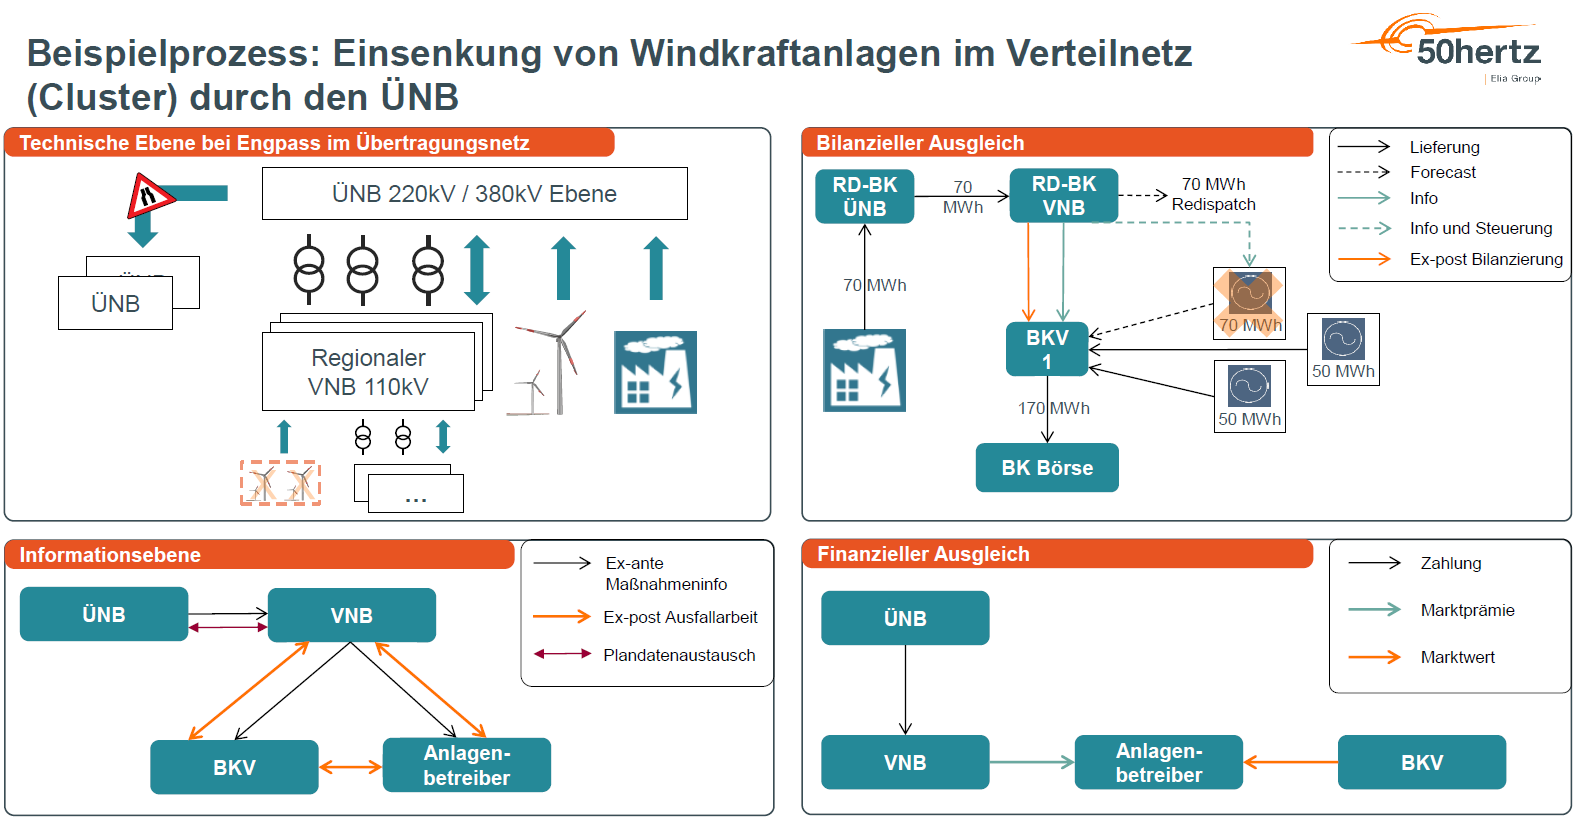 Beispielprozess: Einsenkung von Windkraftanlagen im Verteilnetz
(Cluster) durch den ÜNB
50hertz
Elia Group
Technische Ebene bei Engpass im Übertragungsnetz
ÜNB 220kV / 380kV Ebene
ÜNB
Regionaler
VNB 110kV
...
Bilanzieller Ausgleich
Lieferung
Forecast
Info
Info und Steuerung
Ex-post Bilanzierung
RD-BK
ÜNB
70
MWh
RD-BK
VNB
70 MWh
Redispatch
70 MWh
70 MWh
BKV
1
50 MWh
50 MWh
170 MWh
BK Börse
Informationsebene
Ex-ante
Maßnahmeninfo
Ex-post Ausfallarbeit
Plandatenaustausch
ÜNB
VNB
BKV
Anlagen-
betreiber
Finanzieller Ausgleich
Zahlung
Marktprämie
Marktwert
ÜNB
VNB
Anlagen-
betreiber
BKV